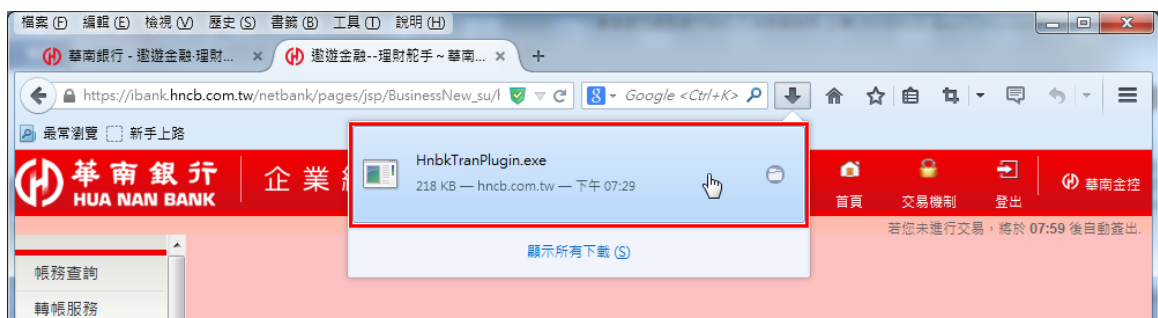 檔案(F) 編輯(E) 檢視(V) 歷史(S) 書籤(B) 工具(T) 說明(H)
華南銀行 - 遨遊金融‧理財...
遨遊金融--理財舵手～華南...
https://ibank.hncb.com.tw/netbank/pages/jsp/BusinessNew_su/
Google <Ctrl+K>
最常瀏覽 新手上路
HnbkTranPlugin.exe
218 KB — hncb.com.tw — 下午 07:29
顯示所有下載(S)
華南銀行
HUA NAN BANK
企業
首頁
交易機制
登出
華南金控
若您未進行交易，將於 07:59 後自動簽出.
帳務查詢
轉帳服務